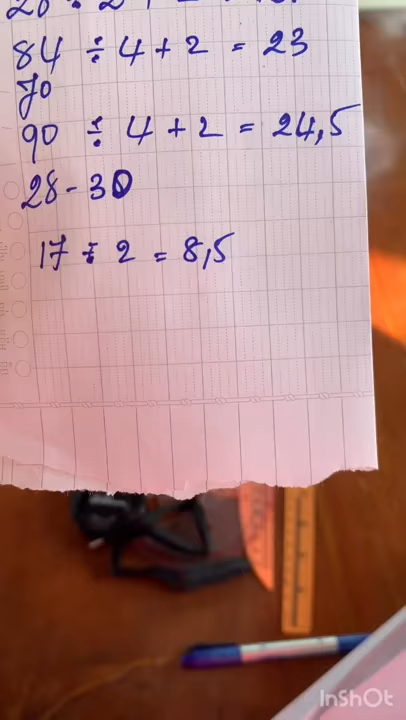 84 ÷ 4 + 2 = 23
70
90 ÷ 4 + 2 = 24,5
28 - 30
17 ÷ 2 = 8,5
InShOt